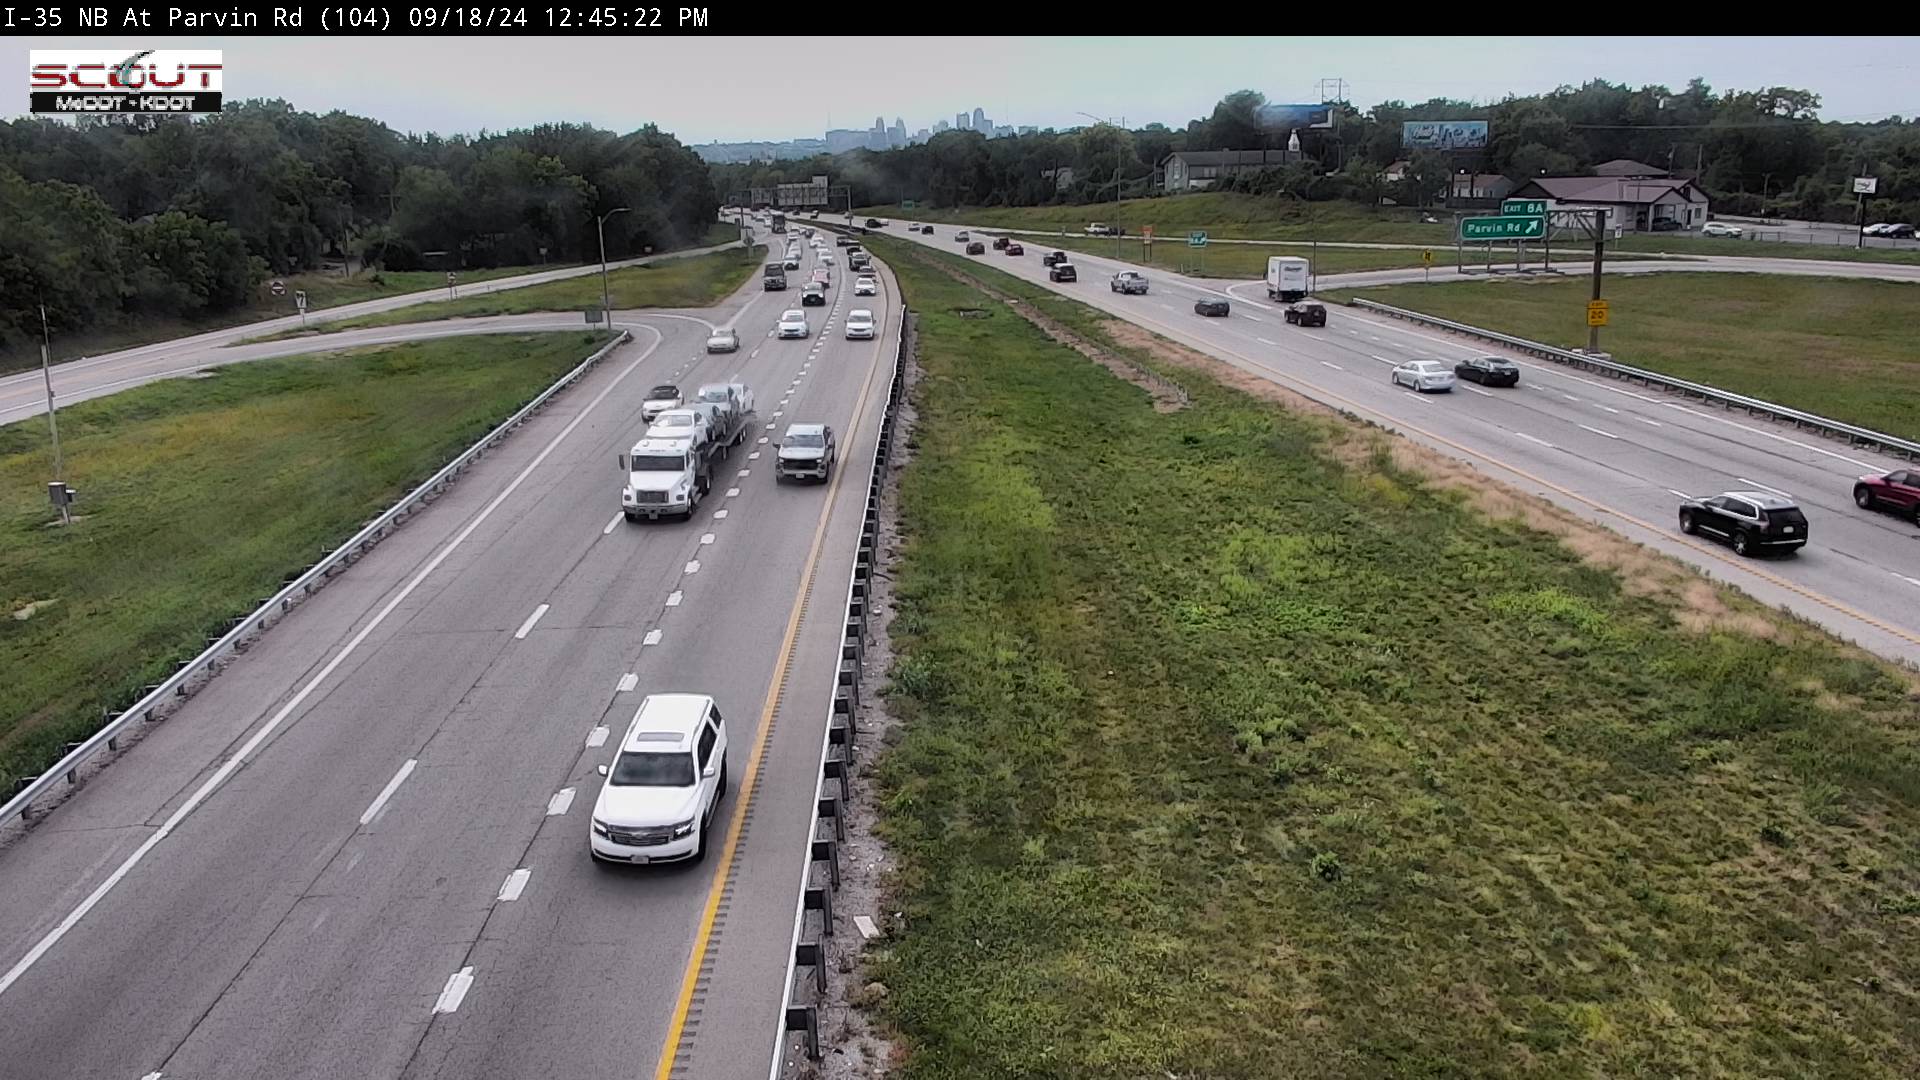 I-35 NB At Parvin Rd (104) 09/18/24 12:45:22 PM
SCOUT
MoDOT - KDOT
EXIT 8A
Parvin Rd
20